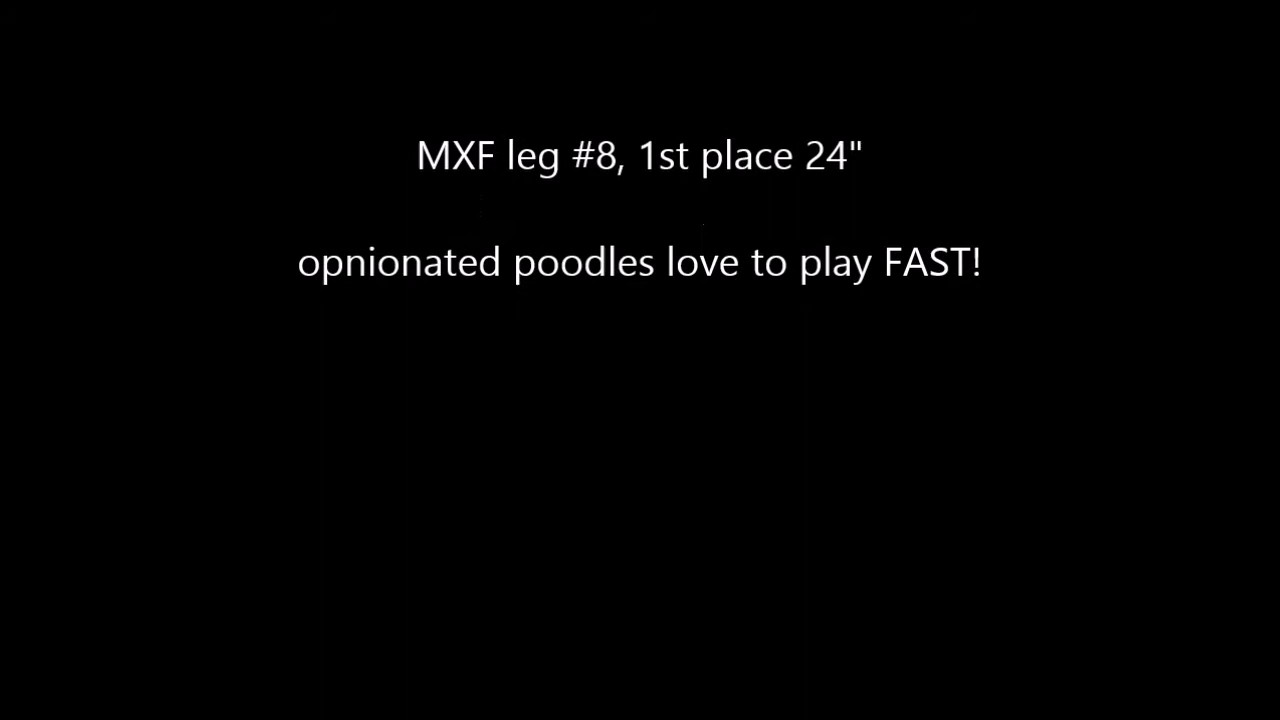 MXF leg #8, 1st place 24"
opnionated poodles love to play FAST!